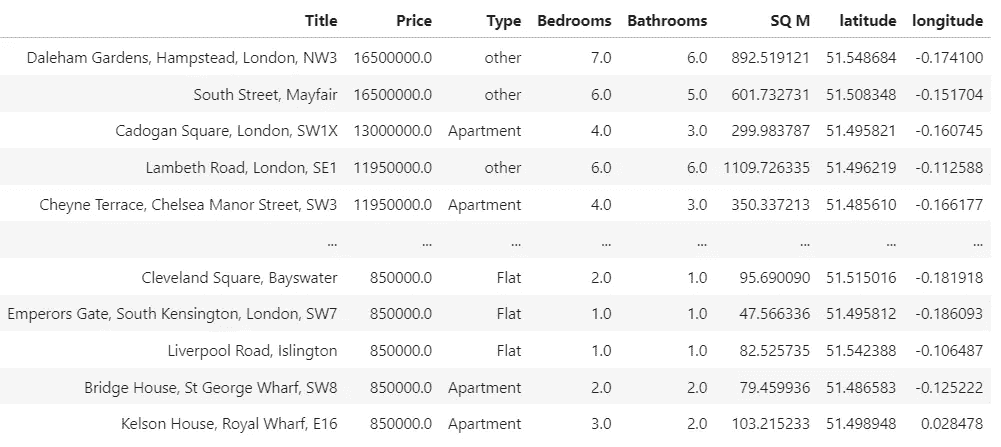 Title Price Type Bedrooms Bathrooms SQ M latitude longitude
Daleham Gardens, Hampstead, London, NW3 16500000.0 other 7.0 6.0 892.519121 51.548684 -0.174100
South Street, Mayfair 16500000.0 other 6.0 5.0 601.732731 51.508348 -0.151704
Cadogan Square, London, SW1X 13000000.0 Apartment 4.0 3.0 299.983787 51.495821 -0.160745
Lambeth Road, London, SE1 11950000.0 other 6.0 6.0 1109.726335 51.496219 -0.112588
Cheyne Terrace, Chelsea Manor Street, SW3 11950000.0 Apartment 4.0 3.0 350.337213 51.485610 -0.166177
... ... ... ... ... ... ... ...
Cleveland Square, Bayswater 850000.0 Flat 2.0 1.0 95.690090 51.515016 -0.181918
Emperors Gate, South Kensington, London, SW7 850000.0 Flat 1.0 1.0 47.566336 51.495812 -0.186093
Liverpool Road, Islington 850000.0 Flat 1.0 1.0 82.525735 51.542388 -0.106487
Bridge House, St George Wharf, SW8 850000.0 Apartment 2.0 2.0 79.459936 51.486583 -0.125222
Kelson House, Royal Wharf, E16 850000.0 Apartment 3.0 2.0 103.215233 51.498948 0.028478